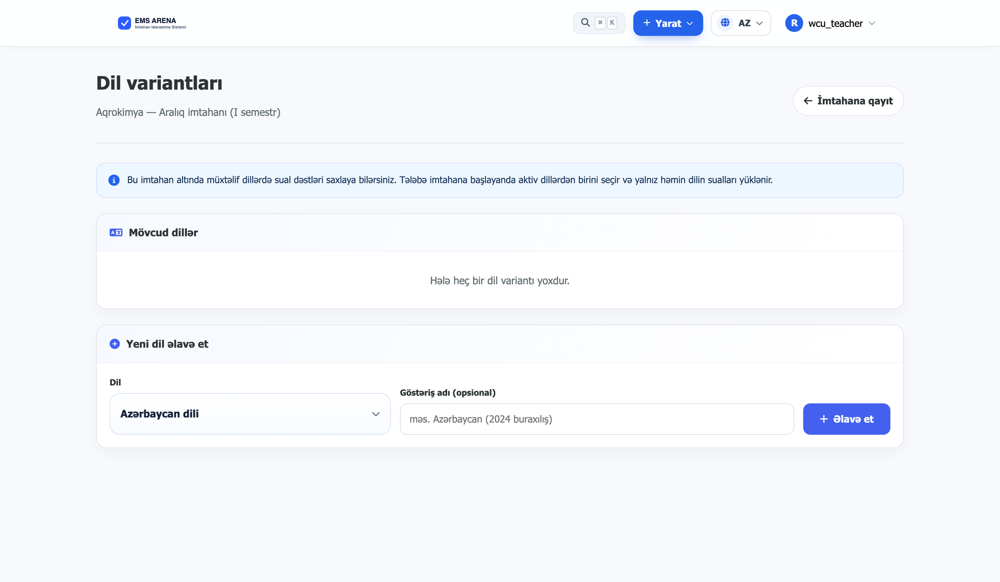 EMS ARENA
İmtahan İdarəetmə Sistemi
⌘ K
Yarat
AZ
R
wcu_teacher
Dil variantları
Aqrokimya — Aralıq imtahanı (I semestr)
İmtahana qayıt
Bu imtahan altında müxtəlif dillərdə sual dəstləri saxlaya bilərsiniz. Tələbə imtahana başlayanda aktiv dillərdən birini seçir və yalnız həmin dilin sualları yüklənir.
Mövcud dillər
Hələ heç bir dil variantı yoxdur.
Yeni dil əlavə et
Dil
Azərbaycan dili
Göstəriş adı (opsional)
məs. Azərbaycan (2024 buraxılış)
Əlavə et